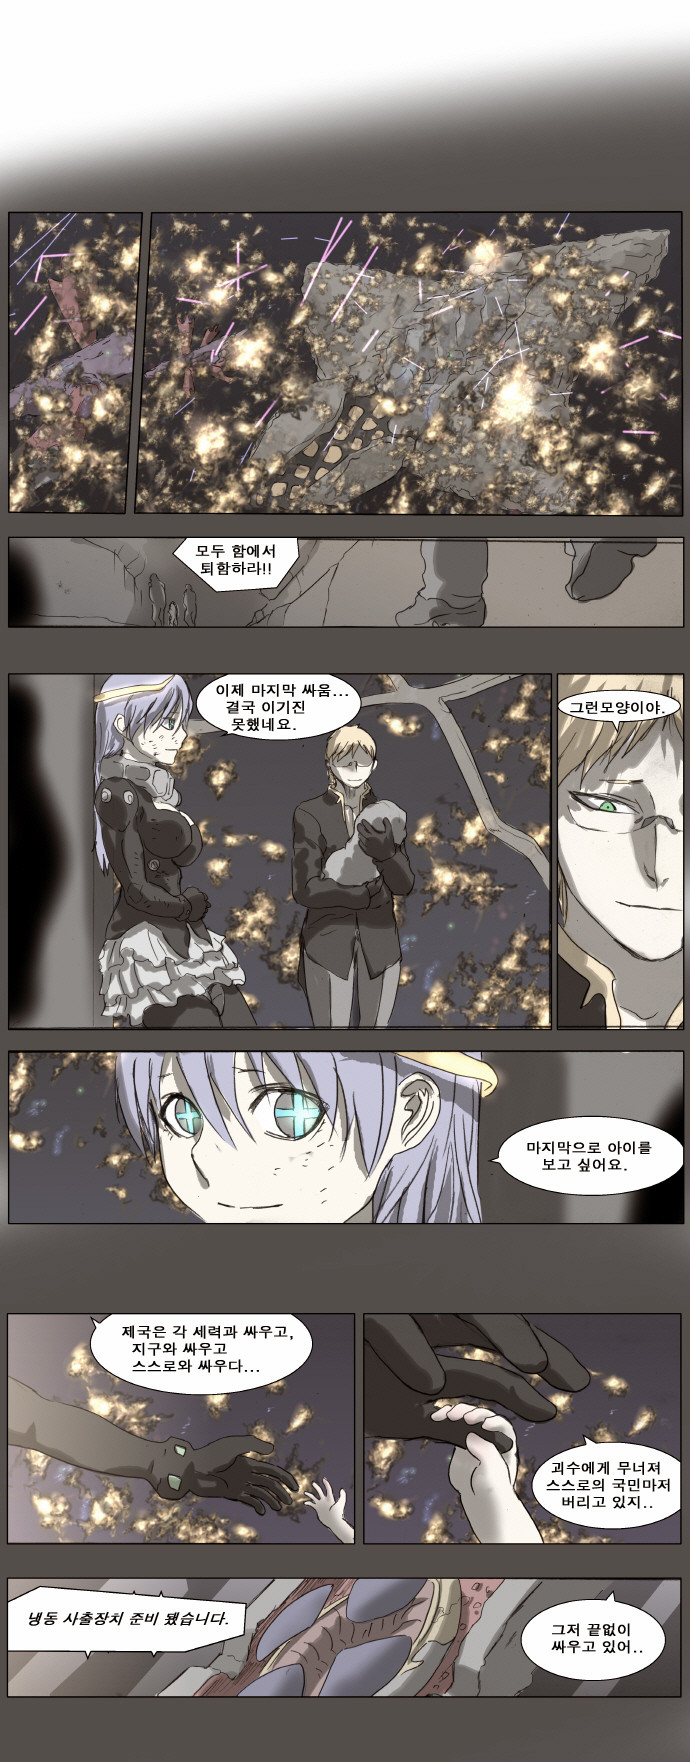 모두 함에서
퇴함하라!!
이제 마지막 싸움...
결국 이기진
못했네요.
그런모양이야.
마지막으로 아이를
보고 싶어요.
제국은 각 세력과 싸우고,
지구와 싸우고
스스로와 싸우다...
괴수에게 무너져
스스로의 국민마저
버리고 있지..
냉동 사출장치 준비 됐습니다.
그저 끝없이
싸우고 있어..